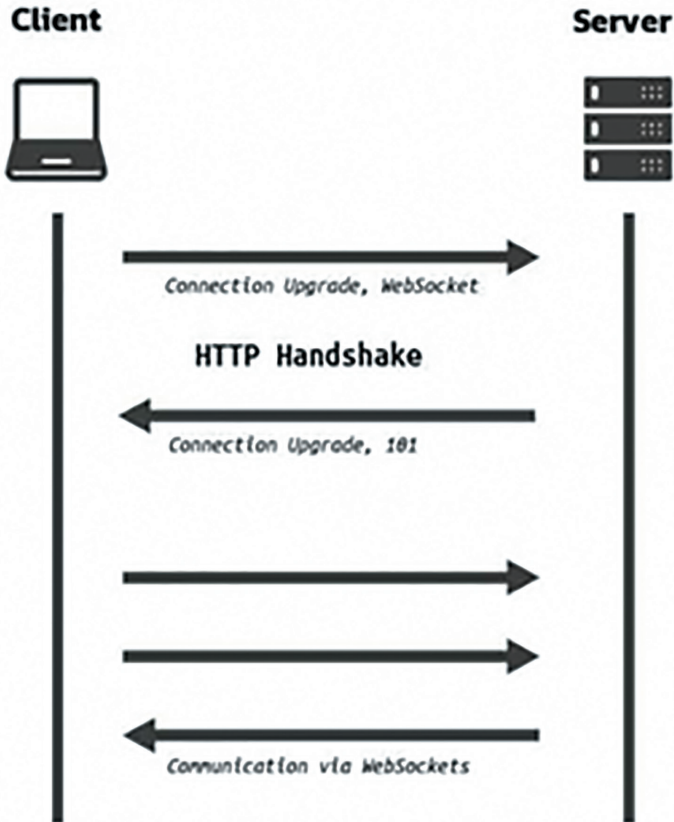 Client
Server
Connection Upgrade, WebSocket
HTTP Handshake
Connection Upgrade, 101
Communication via WebSockets